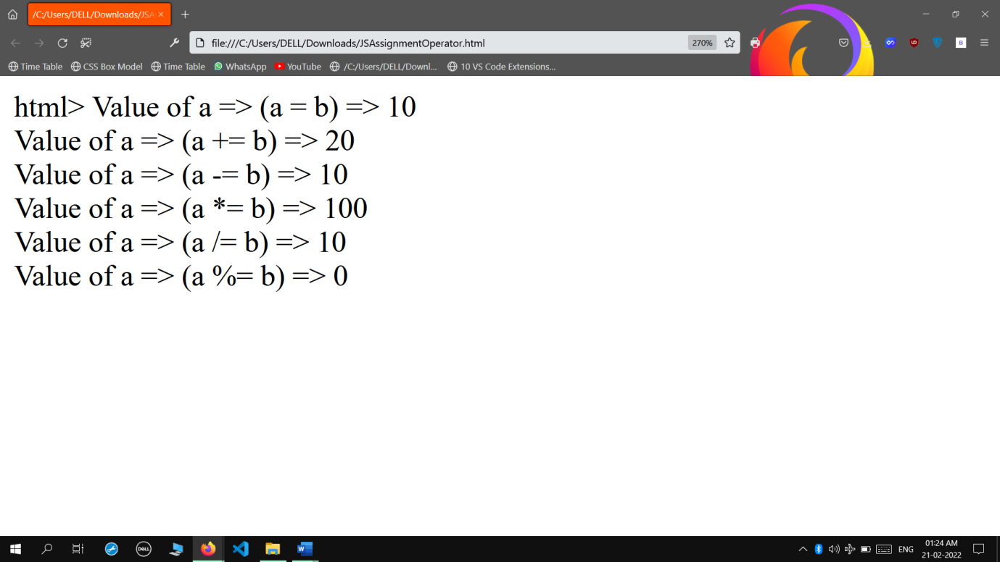 /C:/Users/DELL/Downloads/JSA
file:///C:/Users/DELL/Downloads/JSAssignmentOperator.html 270%
Time Table CSS Box Model Time Table WhatsApp YouTube /C:/Users/DELL/Downl... 10 VS Code Extensions...
html> Value of a => (a = b) => 10
Value of a => (a += b) => 20
Value of a => (a -= b) => 10
Value of a => (a *= b) => 100
Value of a => (a /= b) => 10
Value of a => (a %= b) => 0
DELL
ENG
01:24 AM
21-02-2022